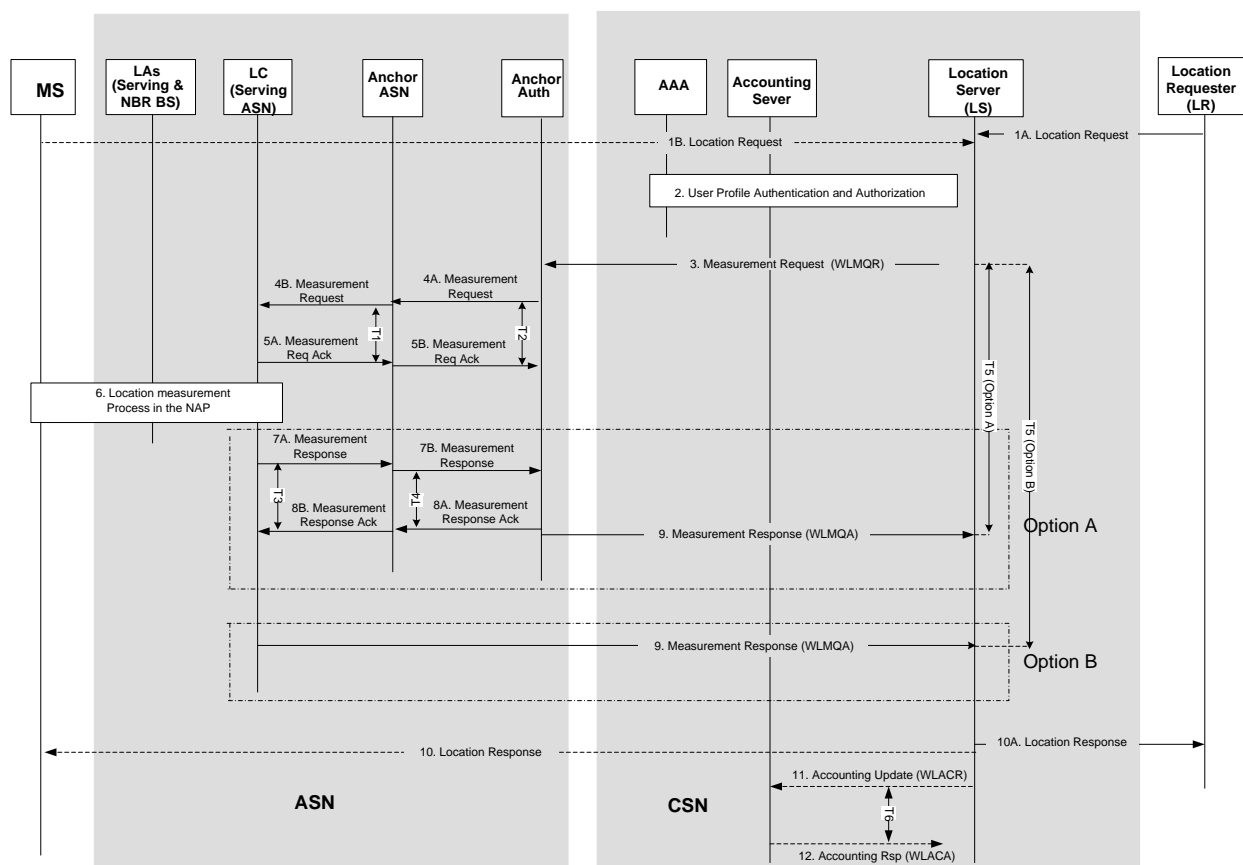 MS
LAs
(Serving &
NBR BS)
LC
(Serving
ASN)
Anchor
ASN
Anchor
Auth
AAA
Accounting
Sever
Location
Server
(LS)
Location
Requester
(LR)
1A. Location Request
1B. Location Request
2. User Profile Authentication and Authorization
3. Measurement Request (WLMQR)
4B. Measurement
Request
4A. Measurement
Request
T1
T2
5A. Measurement
Req Ack
5B. Measurement
Req Ack
6. Location measurement
Process in the NAP
T5 (Option A)
T5 (Option B)
7A. Measurement
Response
7B. Measurement
Response
T3
T4
8B. Measurement
Response Ack
8A. Measurement
Response Ack
9. Measurement Response (WLMQA)
Option A
9. Measurement Response (WLMQA)
Option B
10. Location Response
10A. Location Response
11. Accounting Update (WLACR)
ASN
CSN
T6
12. Accounting Rsp (WLACA)